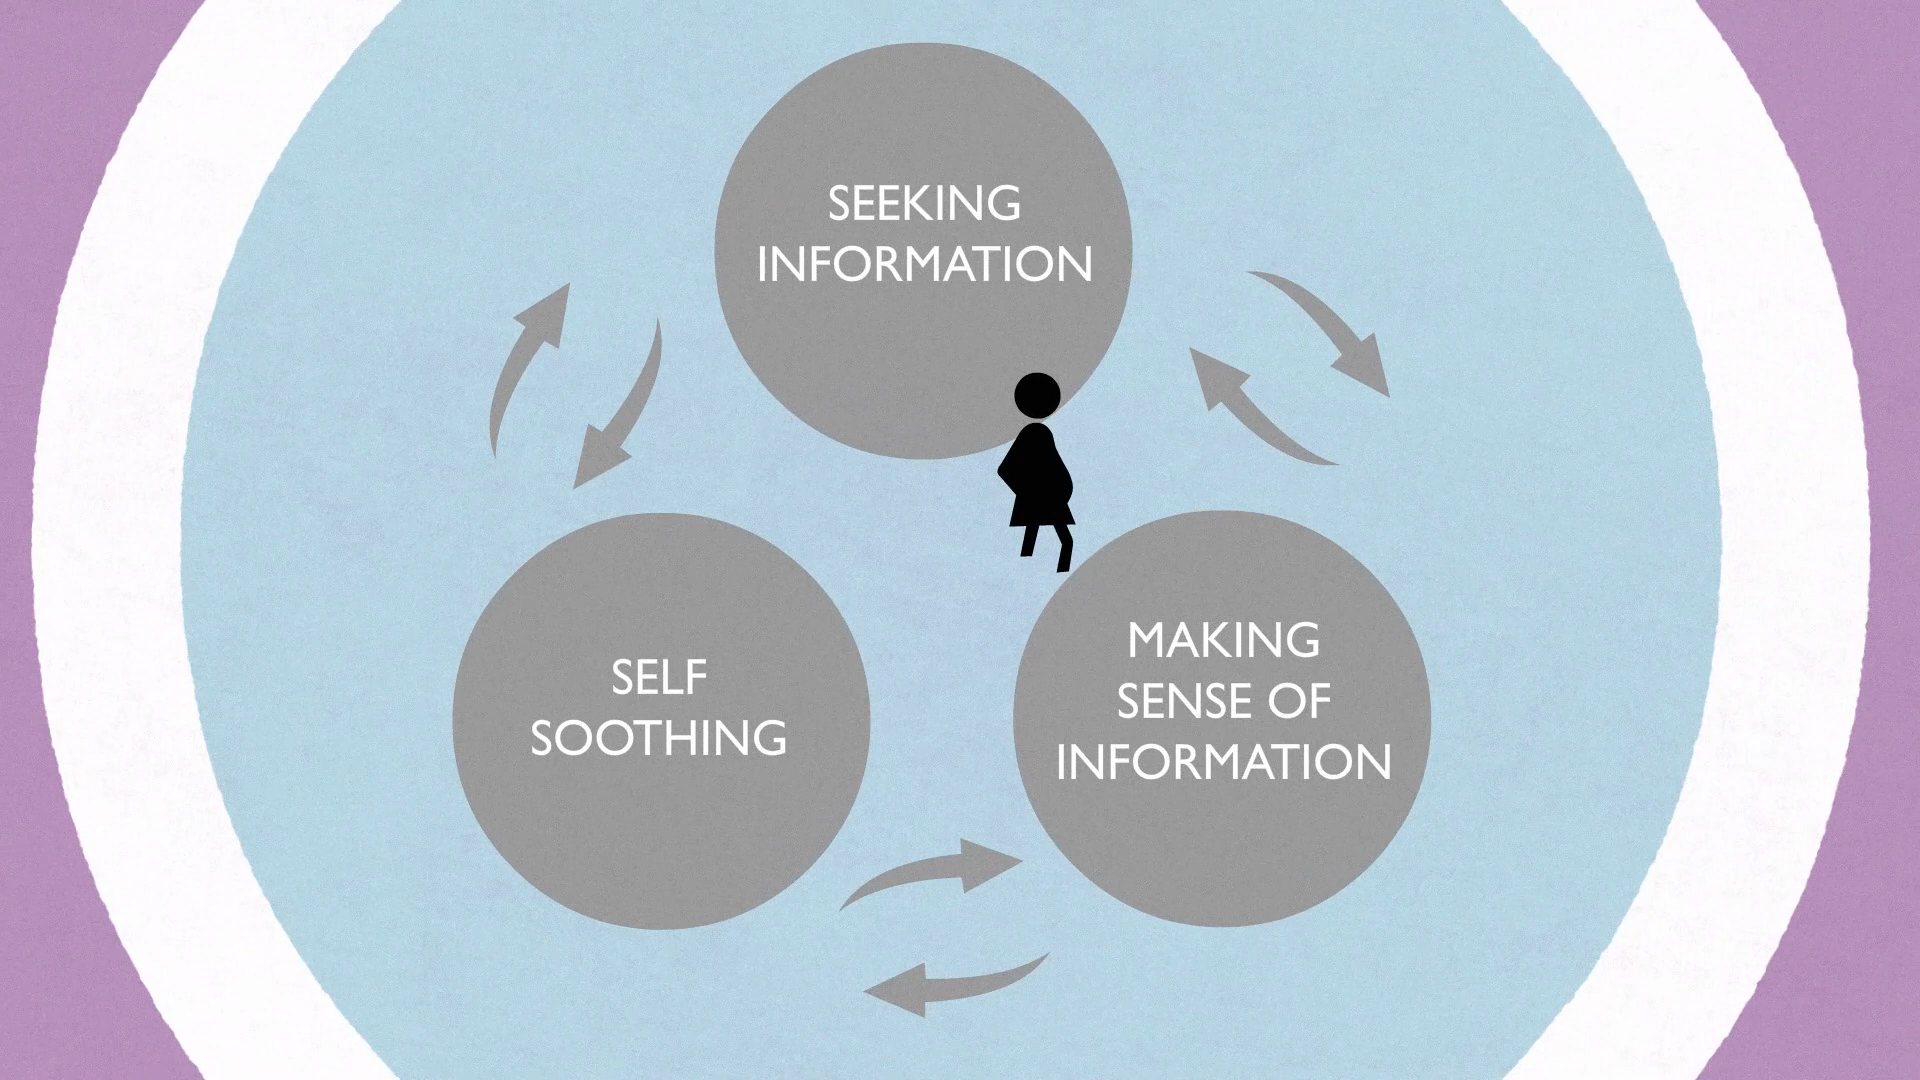 SEEKING
INFORMATION
SELF
SOOTHING
MAKING
SENSE OF
INFORMATION